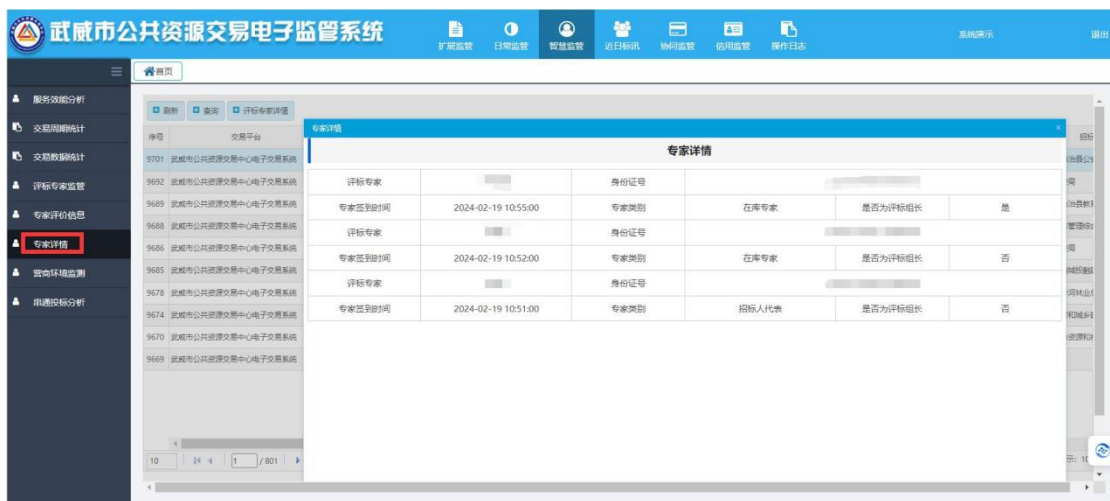 武威市公共资源交易电子监管系统
扩展监管 日常监管 智慧监管 近日标讯 协同监管 信用监管 操作日志 系统演示 退出
首页
服务效能分析
交易周期统计
交易数据统计
评标专家监管
专家评价信息
专家详情
营商环境监测
串通投标分析
刷新 查询 评标专家详情
序号 交易平台
9701 武威市公共资源交易中心电子交易系统
9692 武威市公共资源交易中心电子交易系统
9689 武威市公共资源交易中心电子交易系统
9688 武威市公共资源交易中心电子交易系统
9686 武威市公共资源交易中心电子交易系统
9685 武威市公共资源交易中心电子交易系统
9678 武威市公共资源交易中心电子交易系统
9674 武威市公共资源交易中心电子交易系统
9670 武威市公共资源交易中心电子交易系统
9669 武威市公共资源交易中心电子交易系统
10 1 / 801
专家详情
专家详情
评标专家 身份证号
专家签到时间 2024-02-19 10:55:00 专家类别 在库专家 是否为评标组长 是
评标专家 身份证号
专家签到时间 2024-02-19 10:52:00 专家类别 在库专家 是否为评标组长 否
评标专家 身份证号
专家签到时间 2024-02-19 10:51:00 专家类别 招标人代表 是否为评标组长 否